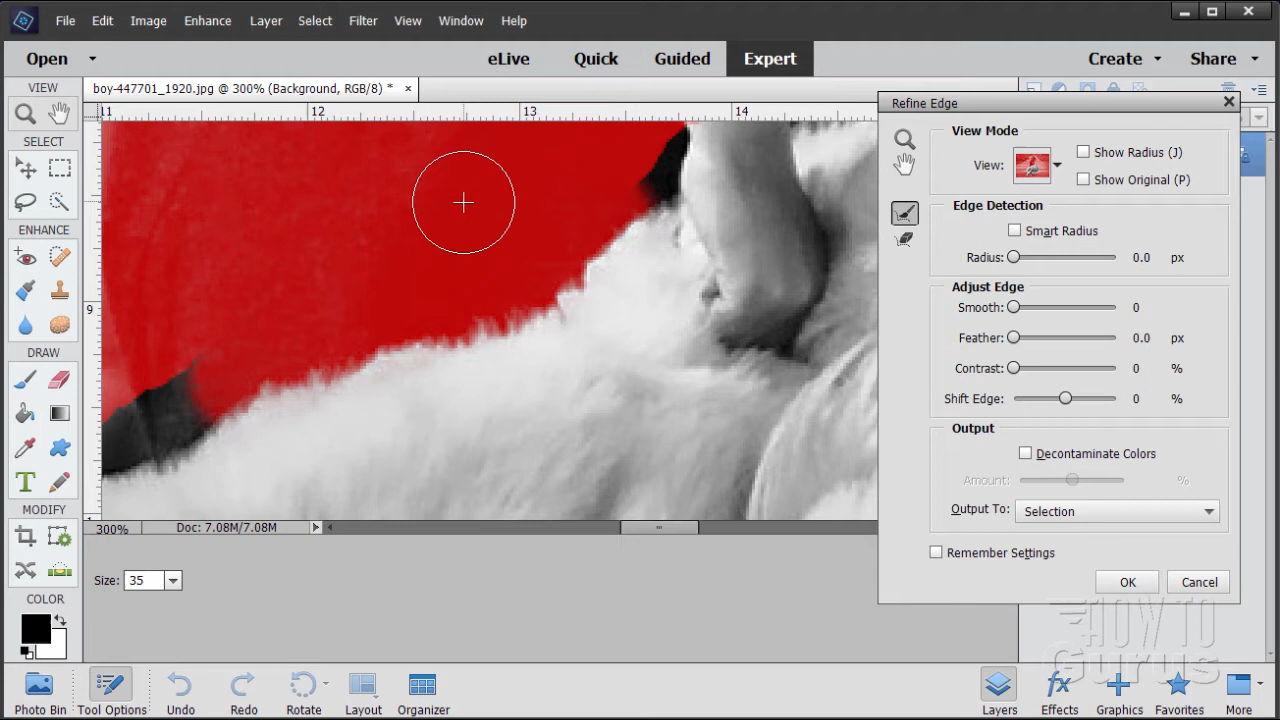 File Edit Image Enhance Layer Select Filter View Window Help
Open eLive Quick Guided Expert Create Share
VIEW
boy-447701_1920.jpg @ 300% (Background, RGB/8) * ×
11 12 13 14
9
SELECT
ENHANCE
DRAW
MODIFY
COLOR
Refine Edge
View Mode
View:
Show Radius (J)
Show Original (P)
Edge Detection
Smart Radius
Radius: 0.0 px
Adjust Edge
Smooth: 0
Feather: 0.0 px
Contrast: 0 %
Shift Edge: 0 %
Output
Decontaminate Colors
Amount: %
Output To: Selection
Remember Settings
OK Cancel
300% Doc: 7.08M/7.08M
Size: 35
HOW TO
Gurus
Photo Bin Tool Options Undo Redo Rotate Layout Organizer Layers Effects Graphics Favorites More